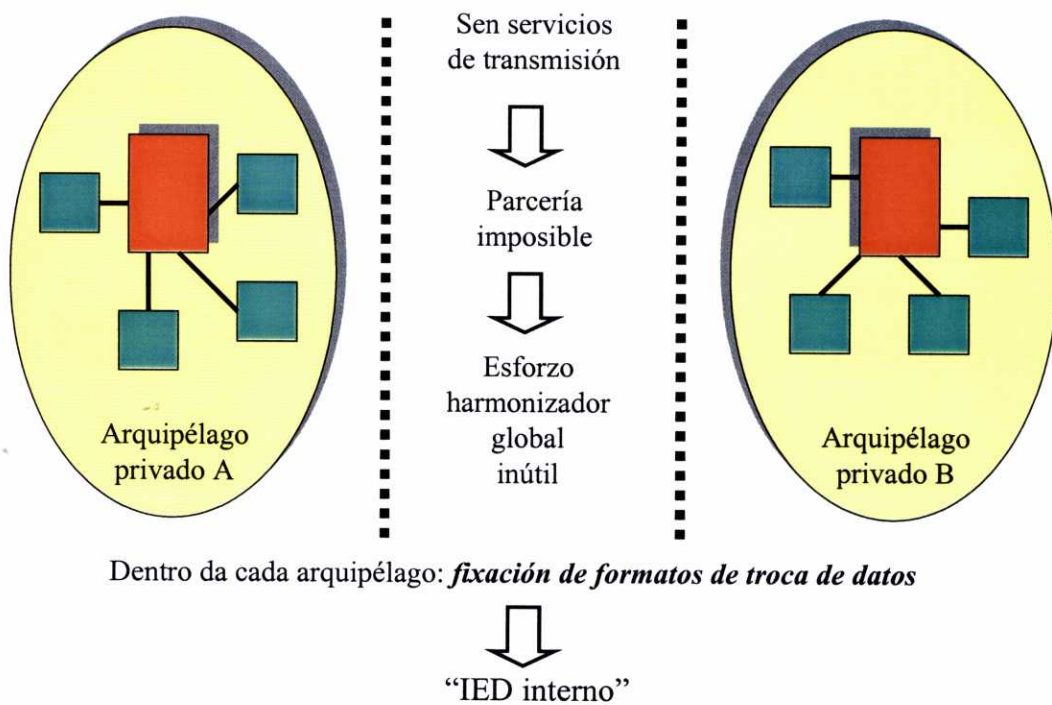 Sen servicios
de transmisión
Parcería
imposible
Esforzo
harmonizador
global
inútil
Arquipélago
privado A
Arquipélago
privado B
Dentro da cada arquipélago: fixación de formatos de troca de datos
“IED interno”